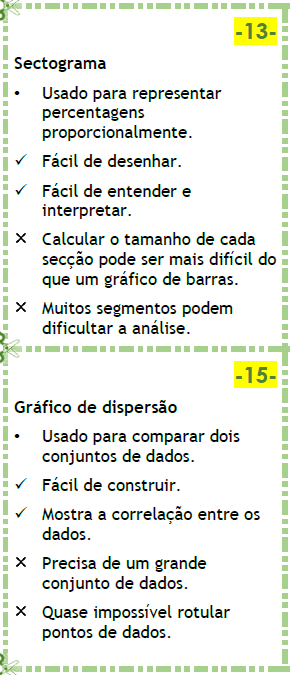 -13-
Sectograma
• Usado para representar
percentagens
proporcionalmente.
✓ Fácil de desenhar.
✓ Fácil de entender e
interpretar.
✕ Calcular o tamanho de cada
secção pode ser mais difícil do
que um gráfico de barras.
✕ Muitos segmentos podem
dificultar a análise.
-15-
Gráfico de dispersão
• Usado para comparar dois
conjuntos de dados.
✓ Fácil de construir.
✓ Mostra a correlação entre os
dados.
✕ Precisa de um grande
conjunto de dados.
✕ Quase impossível rotular
pontos de dados.